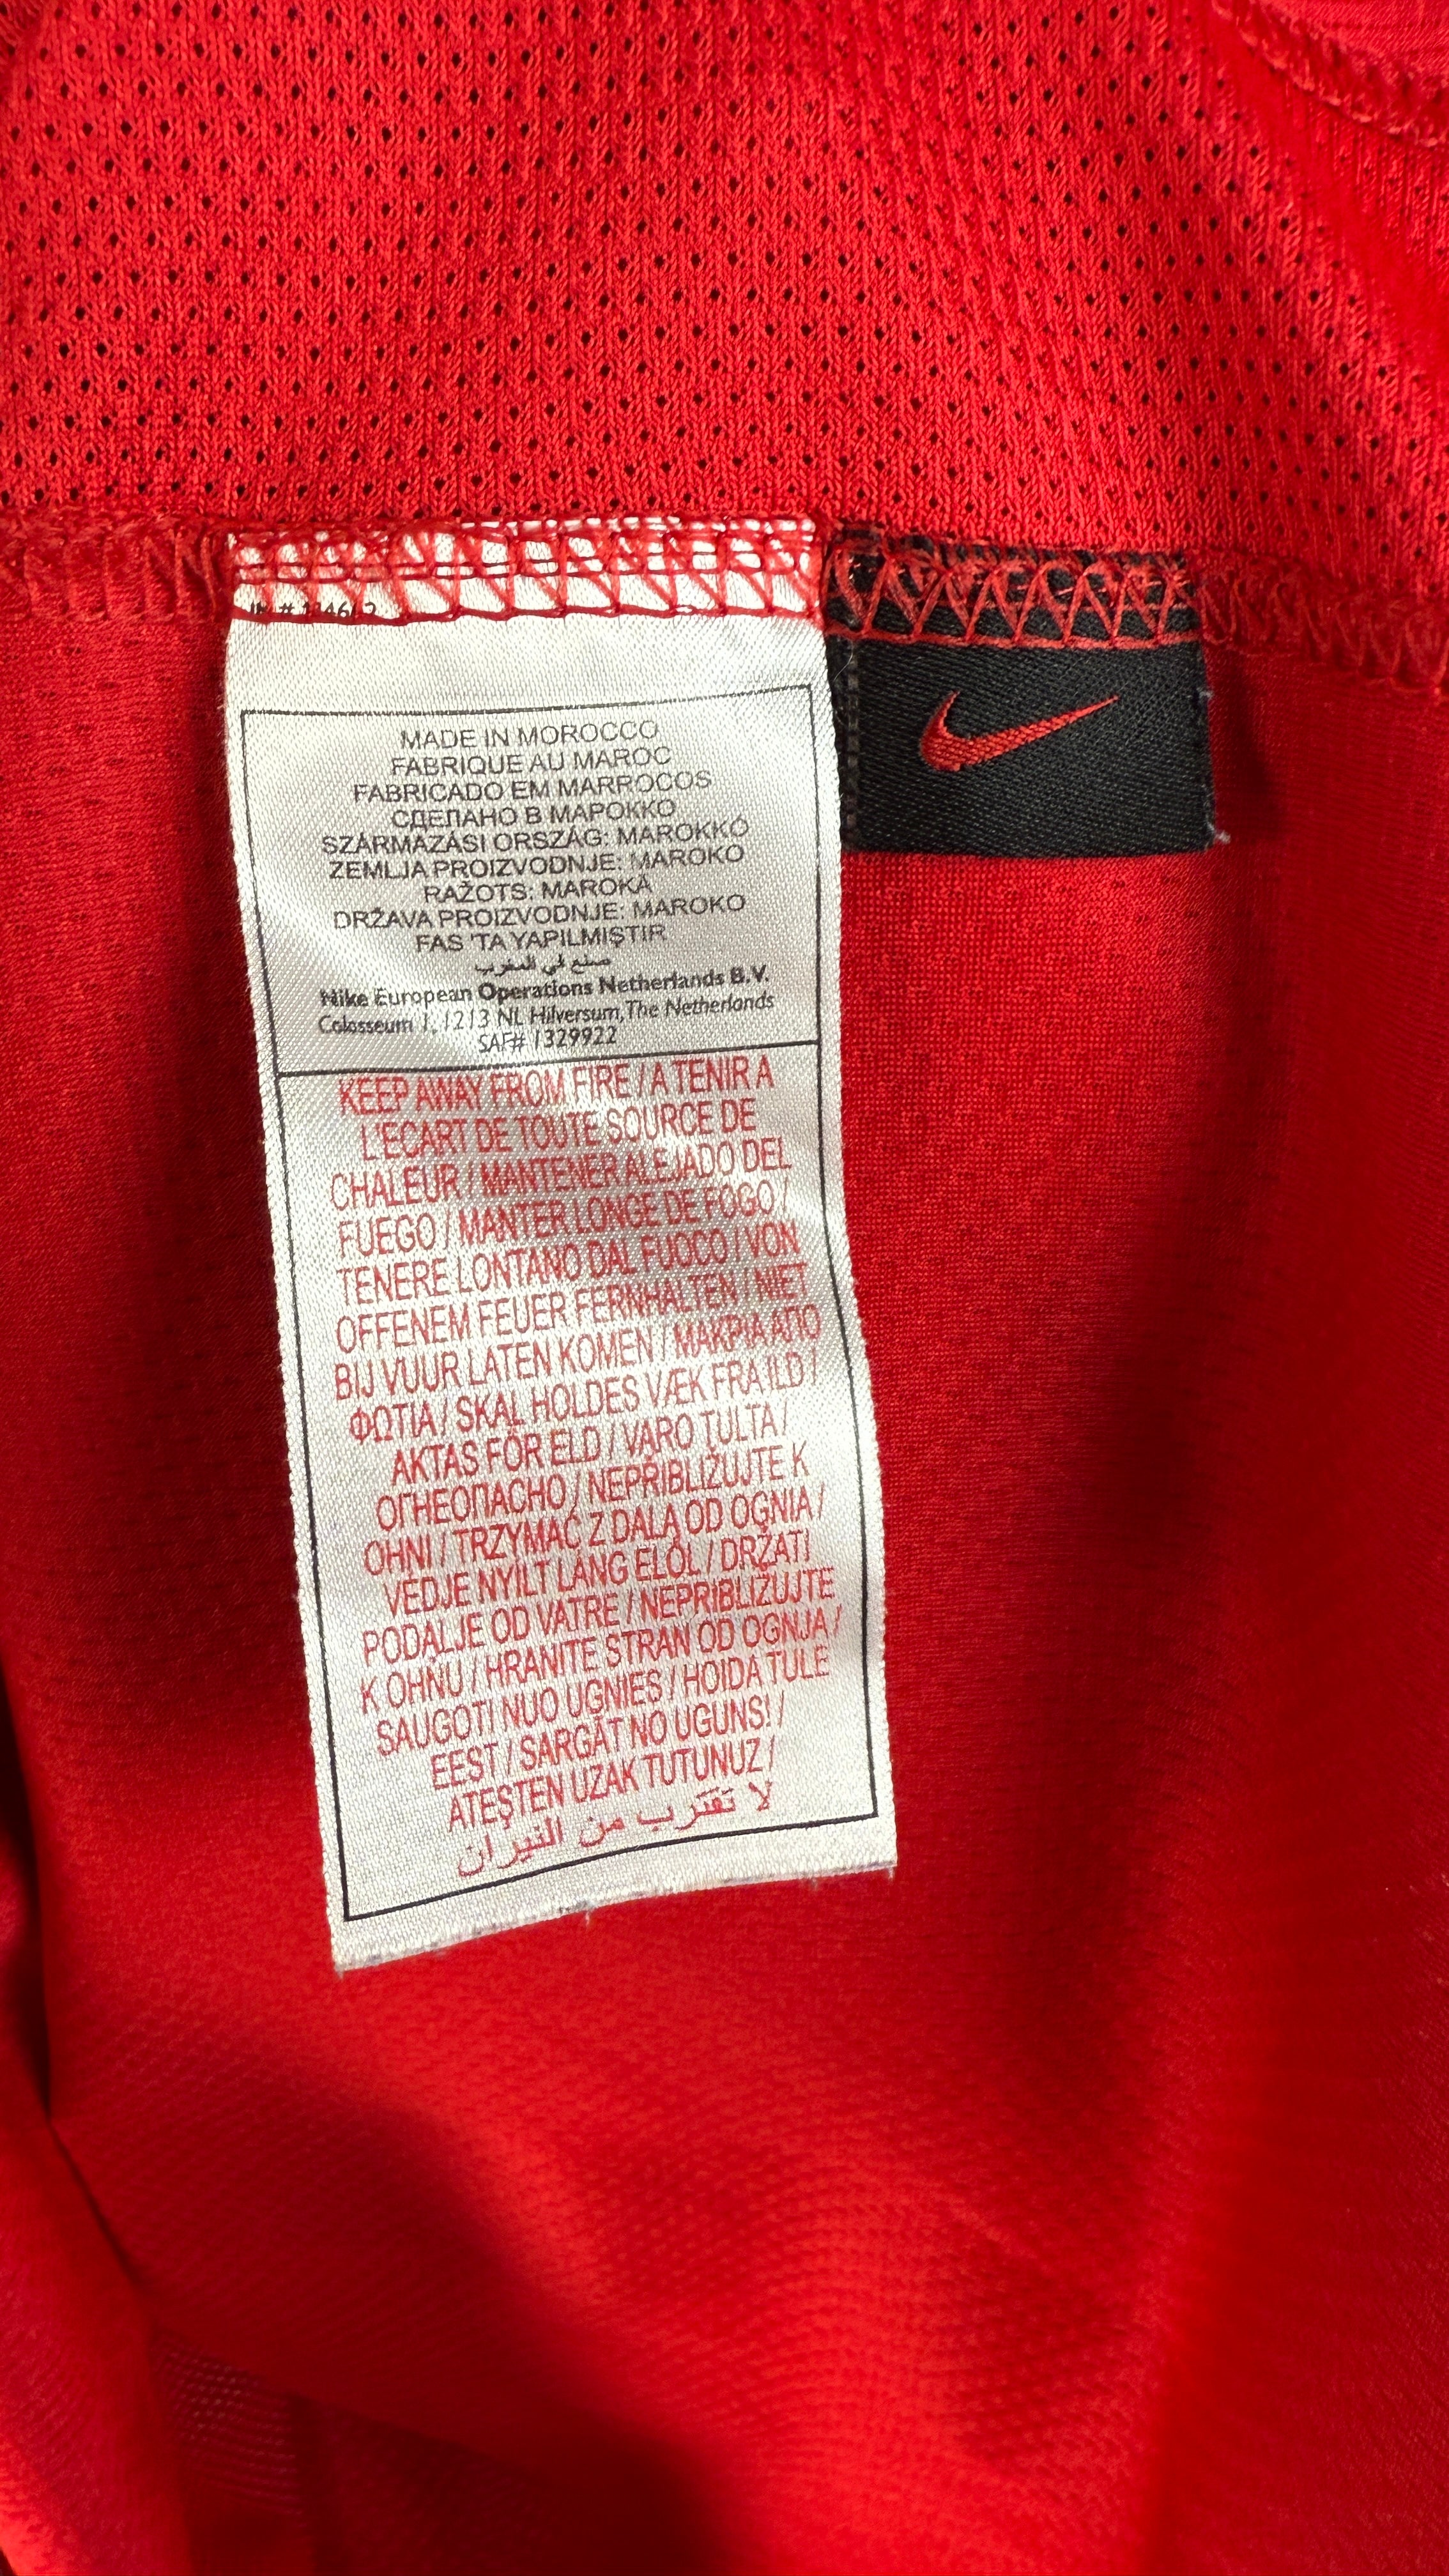 MADE IN MOROCCO
FABRIQUE AU MAROC
FABRICADO EM MARROCOS
СДЕЛАНО В МАРОККО
SZÁRMAZÁSI ORSZÁG: MAROKKÓ
ZEMLJA PROIZVODNJE: MAROKO
RAŽOTS: MAROKĀ
DRŽAVA PROIZVODNJE: MAROKO
FAS 'TA YAPILMIŞTIR
صنع في المغرب
Nike European Operations Netherlands B.V.
Colosseum 1, 1213 NL Hilversum, The Netherlands
SAF# 1329922
KEEP AWAY FROM FIRE / A TENIR A
L'ECART DE TOUTE SOURCE DE
CHALEUR / MANTENER ALEJADO DEL
FUEGO / MANTER LONGE DE FOGO /
TENERE LONTANO DAL FUOCO / VON
OFFENEM FEUER FERNHALTEN / NIET
BIJ VUUR LATEN KOMEN / ΜΑΚΡΙΑ ΑΠΟ
ΦΩΤΙΑ / SKAL HOLDES VÆK FRA ILD /
AKTAS FÖR ELD / VARO TULTA /
ОГНЕОПАСНО / NEPŘIBLIŽUJTE K
OHNI / TRZYMAĆ Z DALA OD OGNIA /
VÉDJE NYÍLT LÁNG ELŐL / DRŽATI
PODALJE OD VATRE / NEPRIBLIŽUJTE
K OHNU / HRANITE STRAN OD OGNJA /
SAUGOTI NUO UGNIES / HOIDA TULE
EEST / SARGĀT NO UGUNS! /
ATEŞTEN UZAK TUTUNUZ /
لا تقترب من النيران